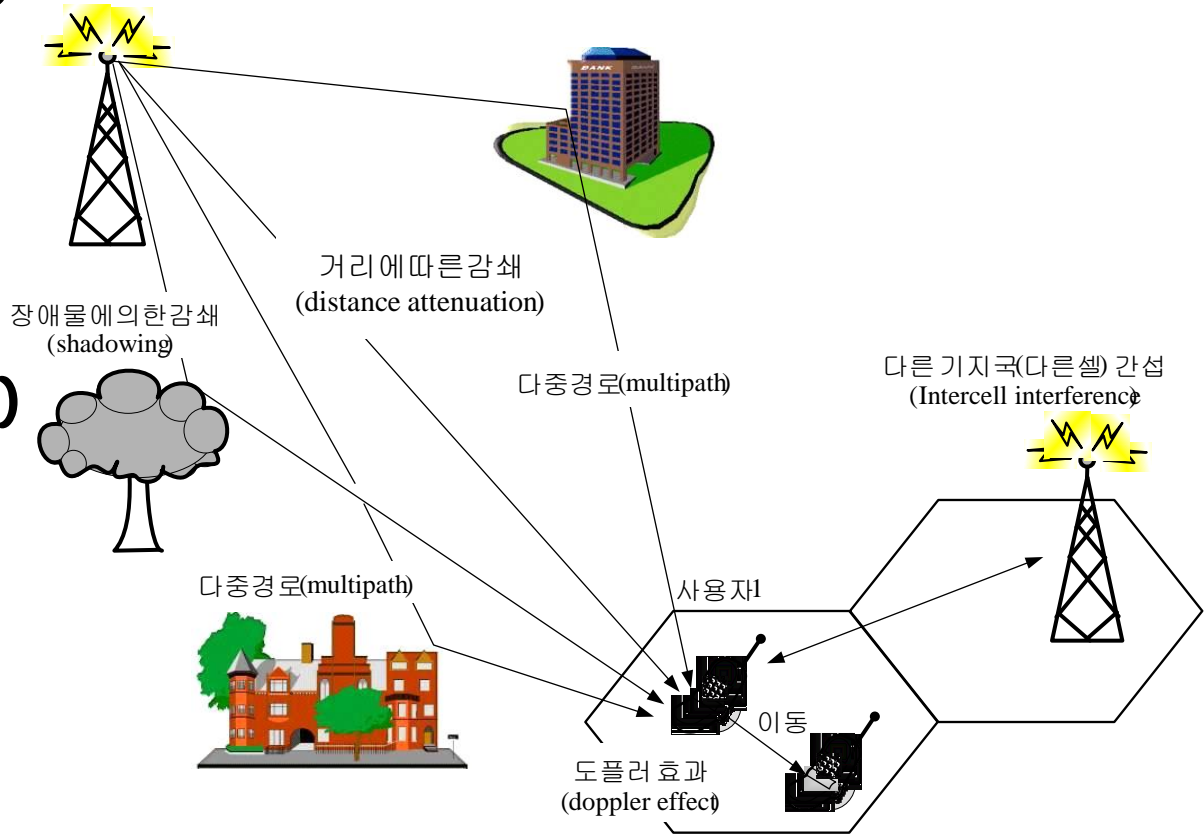 BANK
거리에따른감쇄
(distance attenuation)
장애물에의한감쇄
(shadowing)
다중경로(multipath)
다른 기지국(다른셀) 간섭
(Intercell interference
다중경로(multipath)
사용자1
이동
도플러 효과
(doppler effect)